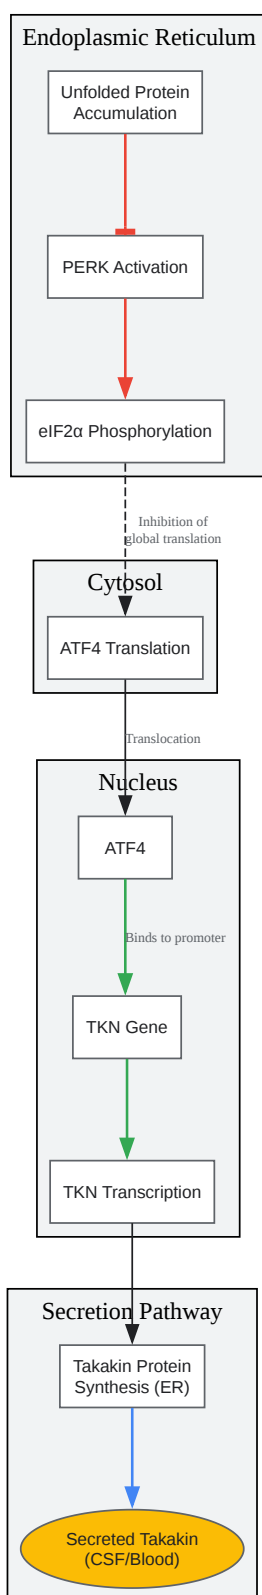 Endoplasmic Reticulum
Unfolded Protein
Accumulation
PERK Activation
eIF2α Phosphorylation
Inhibition of
global translation
Cytosol
ATF4 Translation
Translocation
Nucleus
ATF4
Binds to promoter
TKN Gene
TKN Transcription
Secretion Pathway
Takakin Protein
Synthesis (ER)
Secreted Takakin
(CSF/Blood)